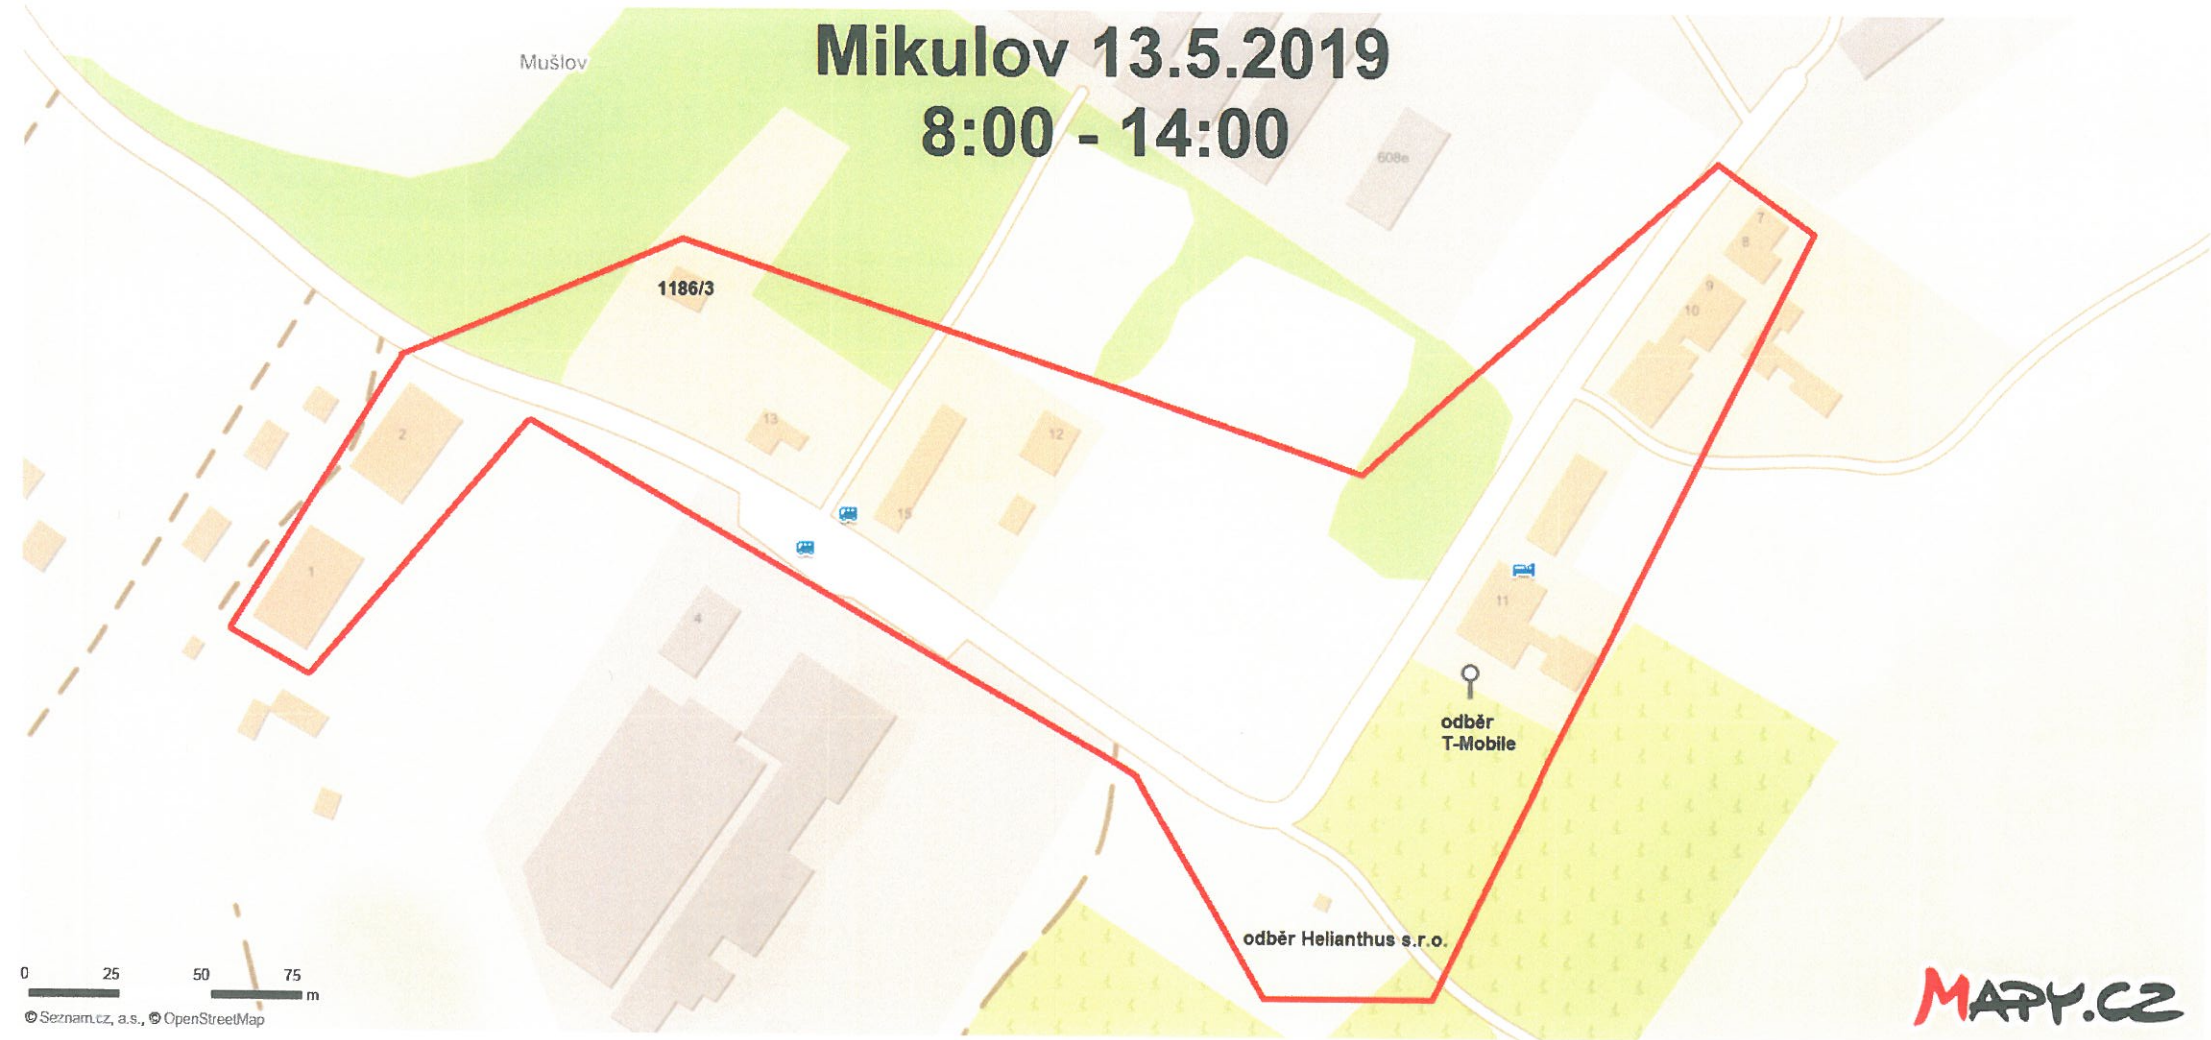 Mikulov 13.5.2019
8:00 - 14:00
Mušlov
608e
7
8
9
10
1186/3
13
2
12
15
1
11
4
odběr
T-Mobile
odběr Helianthus s.r.o.
0 25 50 75
m
© Seznam.cz, a.s., © OpenStreetMap
MAPY.CZ